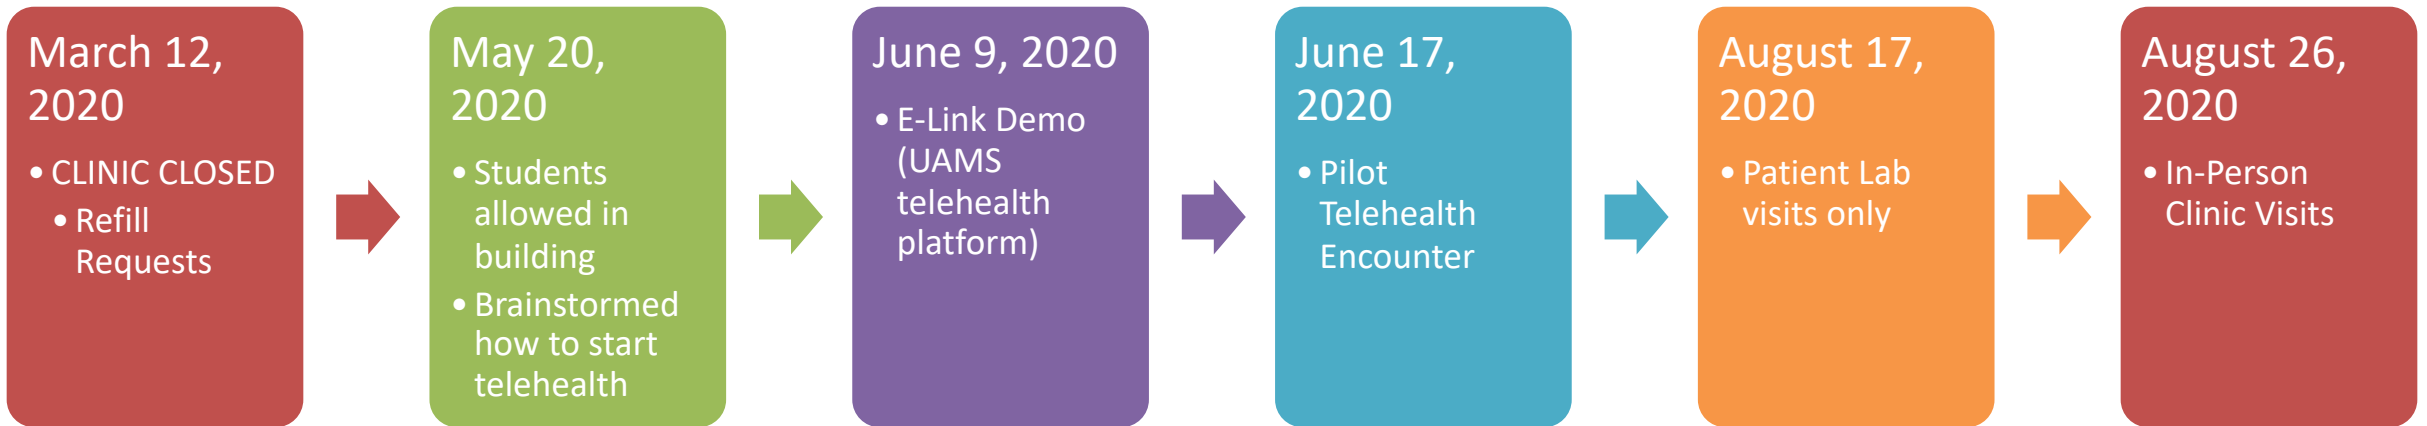 March 12,
2020
• CLINIC CLOSED
• Refill
Requests
May 20,
2020
• Students
allowed in
building
• Brainstormed
how to start
telehealth
June 9, 2020
• E-Link Demo
(UAMS
telehealth
platform)
June 17,
2020
• Pilot
Telehealth
Encounter
August 17,
2020
• Patient Lab
visits only
August 26,
2020
• In-Person
Clinic Visits